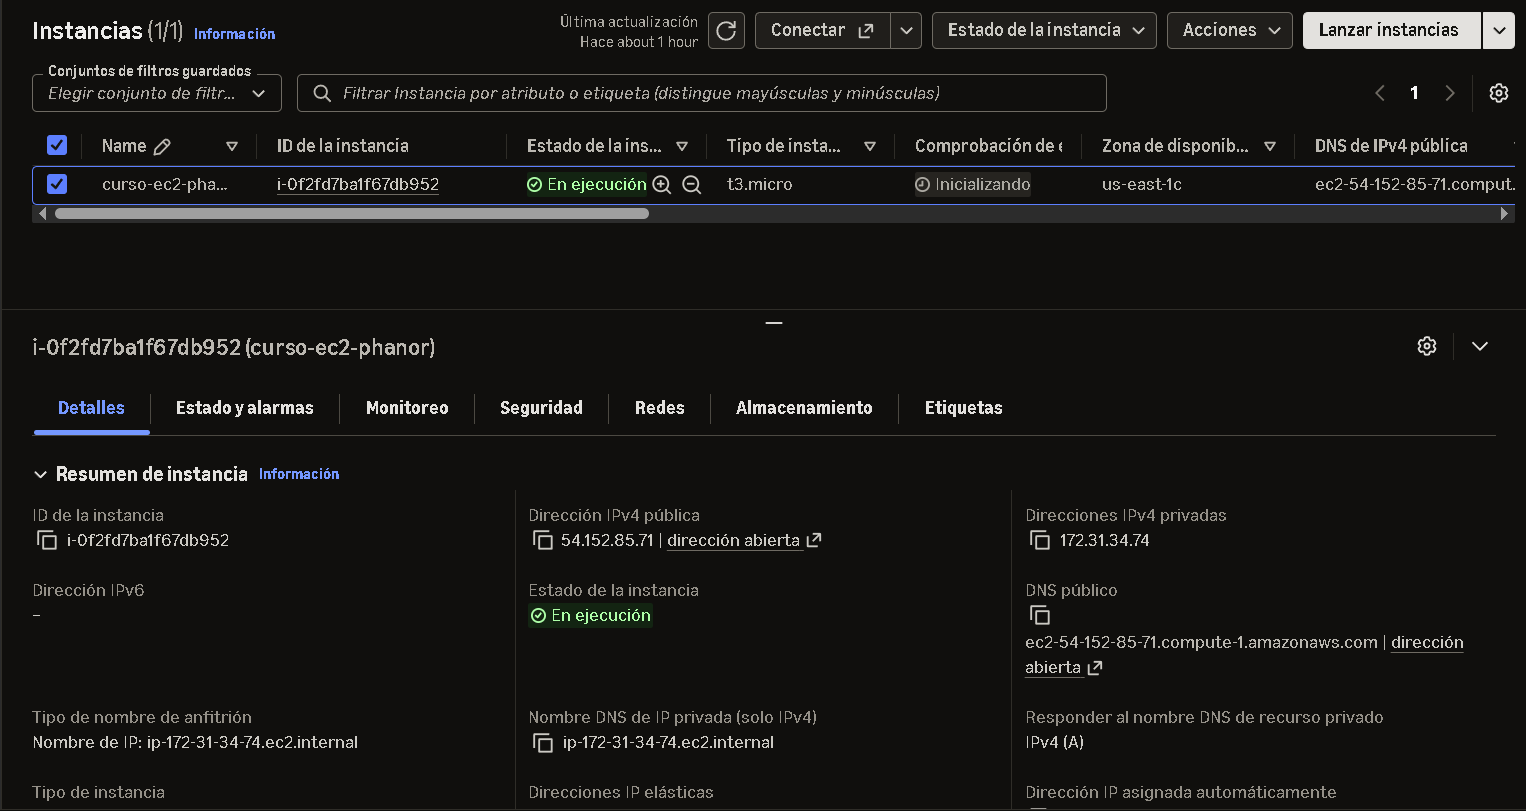 Instancias (1/1) Información
Última actualización
Hace about 1 hour
Conectar
Estado de la instancia
Acciones
Lanzar instancias
Conjuntos de filtros guardados
Elegir conjunto de filtr...
Filtrar Instancia por atributo o etiqueta (distingue mayúsculas y minúsculas)
1
Name ID de la instancia Estado de la ins... Tipo de insta... Comprobación de Zona de disponib... DNS de IPv4 pública
curso-ec2-pha... i-0f2fd7ba1f67db952 En ejecución t3.micro Inicializando us-east-1c ec2-54-152-85-71.comput.
i-0f2fd7ba1f67db952 (curso-ec2-phanor)
Detalles Estado y alarmas Monitoreo Seguridad Redes Almacenamiento Etiquetas
Resumen de instancia Información
ID de la instancia
i-0f2fd7ba1f67db952
Dirección IPv4 pública
54.152.85.71 | dirección abierta
Direcciones IPv4 privadas
172.31.34.74
Dirección IPv6
–
Estado de la instancia
En ejecución
DNS público
ec2-54-152-85-71.compute-1.amazonaws.com | dirección
abierta
Tipo de nombre de anfitrión
Nombre de IP: ip-172-31-34-74.ec2.internal
Nombre DNS de IP privada (solo IPv4)
ip-172-31-34-74.ec2.internal
Responder al nombre DNS de recurso privado
IPv4 (A)
Tipo de instancia
Direcciones IP elásticas
Dirección IP asignada automáticamente